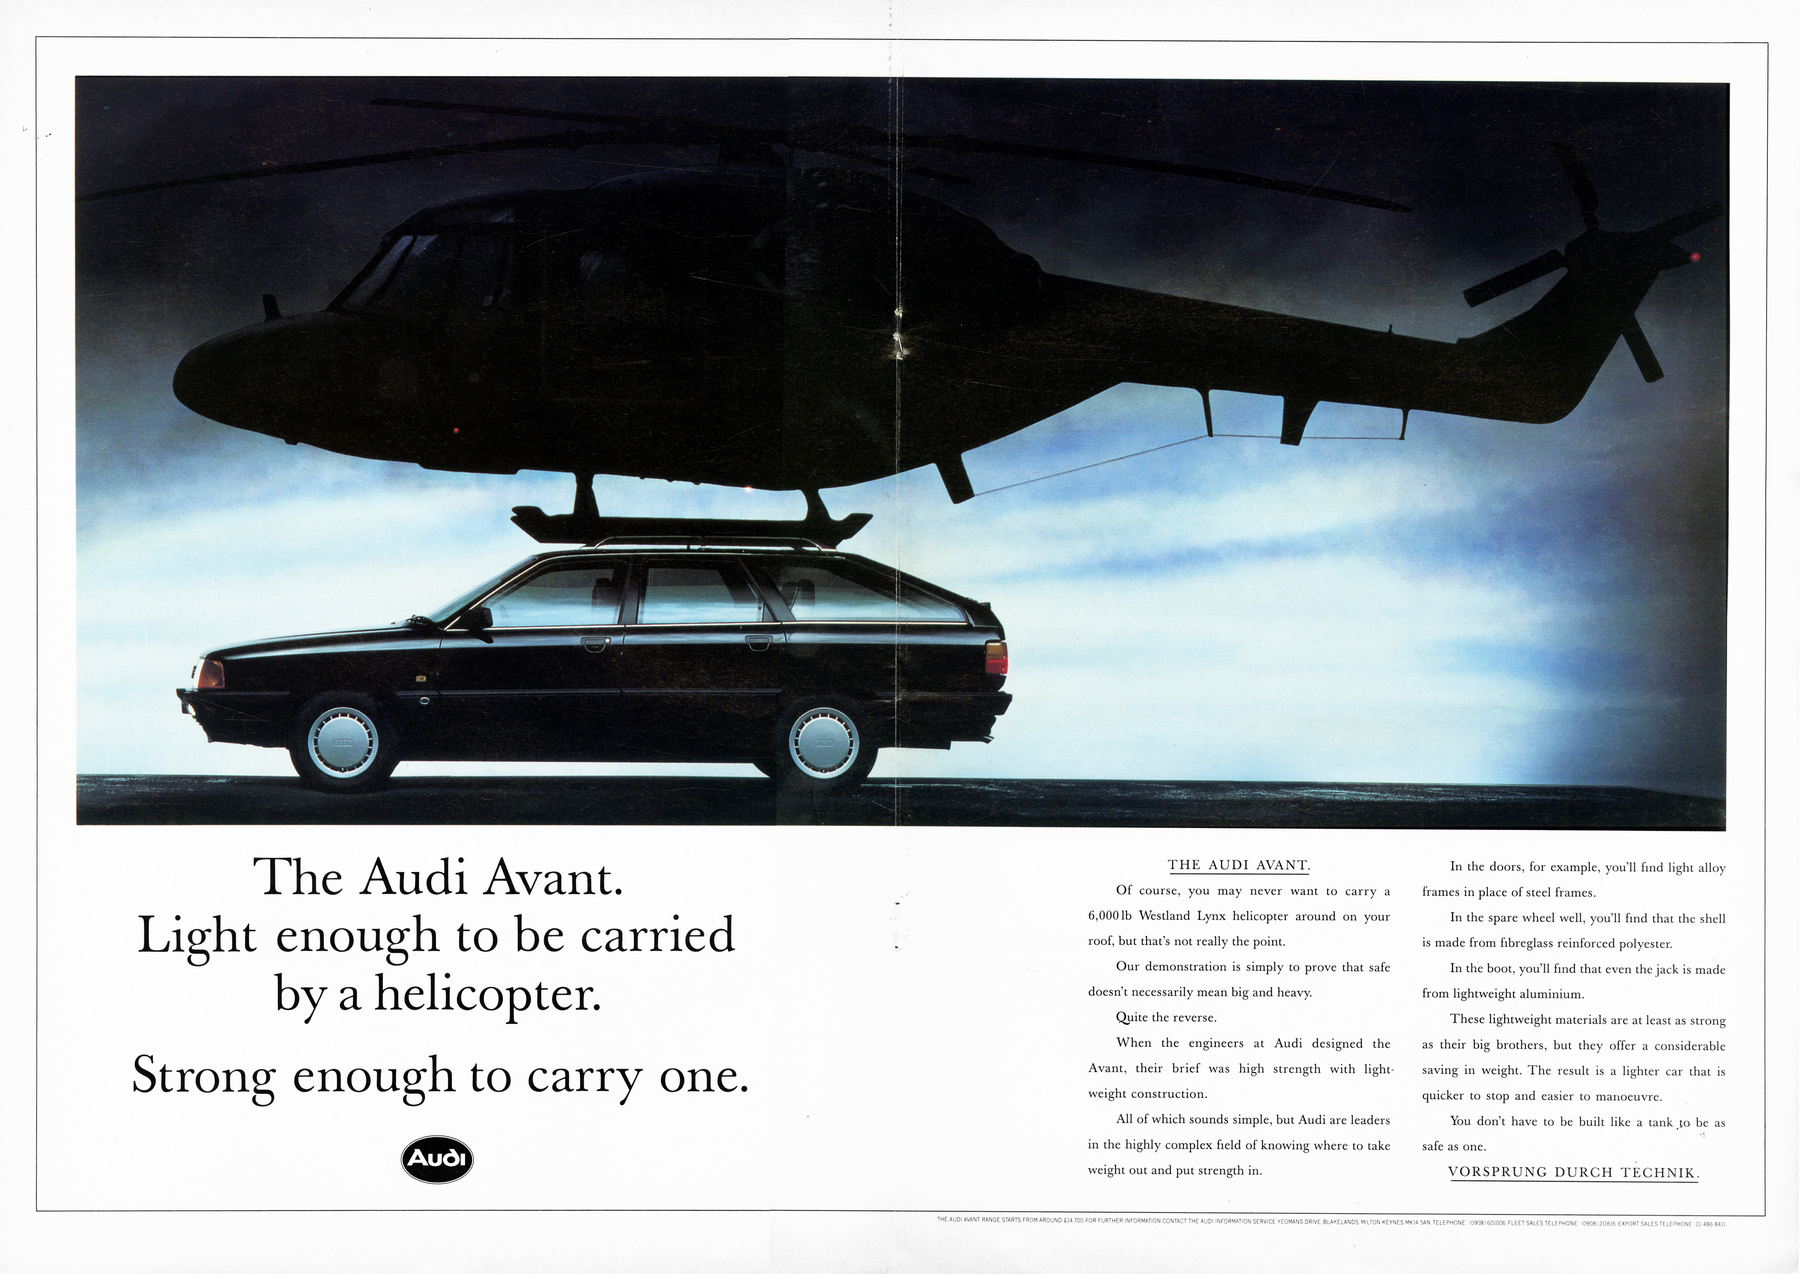 The Audi Avant.
Light enough to be carried
by a helicopter.
Strong enough to carry one.
Audi
THE AUDI AVANT.
Of course, you may never want to carry a
6,000 lb Westland Lynx helicopter around on your
roof, but that's not really the point.
Our demonstration is simply to prove that safe
doesn't necessarily mean big and heavy.
Quite the reverse.
When the engineers at Audi designed the
Avant, their brief was high strength with light-
weight construction.
All of which sounds simple, but Audi are leaders
in the highly complex field of knowing where to take
weight out and put strength in.
In the doors, for example, you'll find light alloy
frames in place of steel frames.
In the spare wheel well, you'll find that the shell
is made from fibreglass reinforced polyester.
In the boot, you'll find that even the jack is made
from lightweight aluminium.
These lightweight materials are at least as strong
as their big brothers, but they offer a considerable
saving in weight. The result is a lighter car that is
quicker to stop and easier to manoeuvre.
You don't have to be built like a tank to be as
safe as one.
VORSPRUNG DURCH TECHNIK.
THE AUDI AVANT RANGE STARTS FROM AROUND £14,700. FOR FURTHER INFORMATION CONTACT THE AUDI INFORMATION SERVICE YEOMANS DRIVE, BLAKELANDS, MILTON KEYNES MK14 5AN. TELEPHONE: (0908) 601006. FLEET SALES TELEPHONE: (0908) 211616. EXPORT SALES TELEPHONE: 01 486 8411